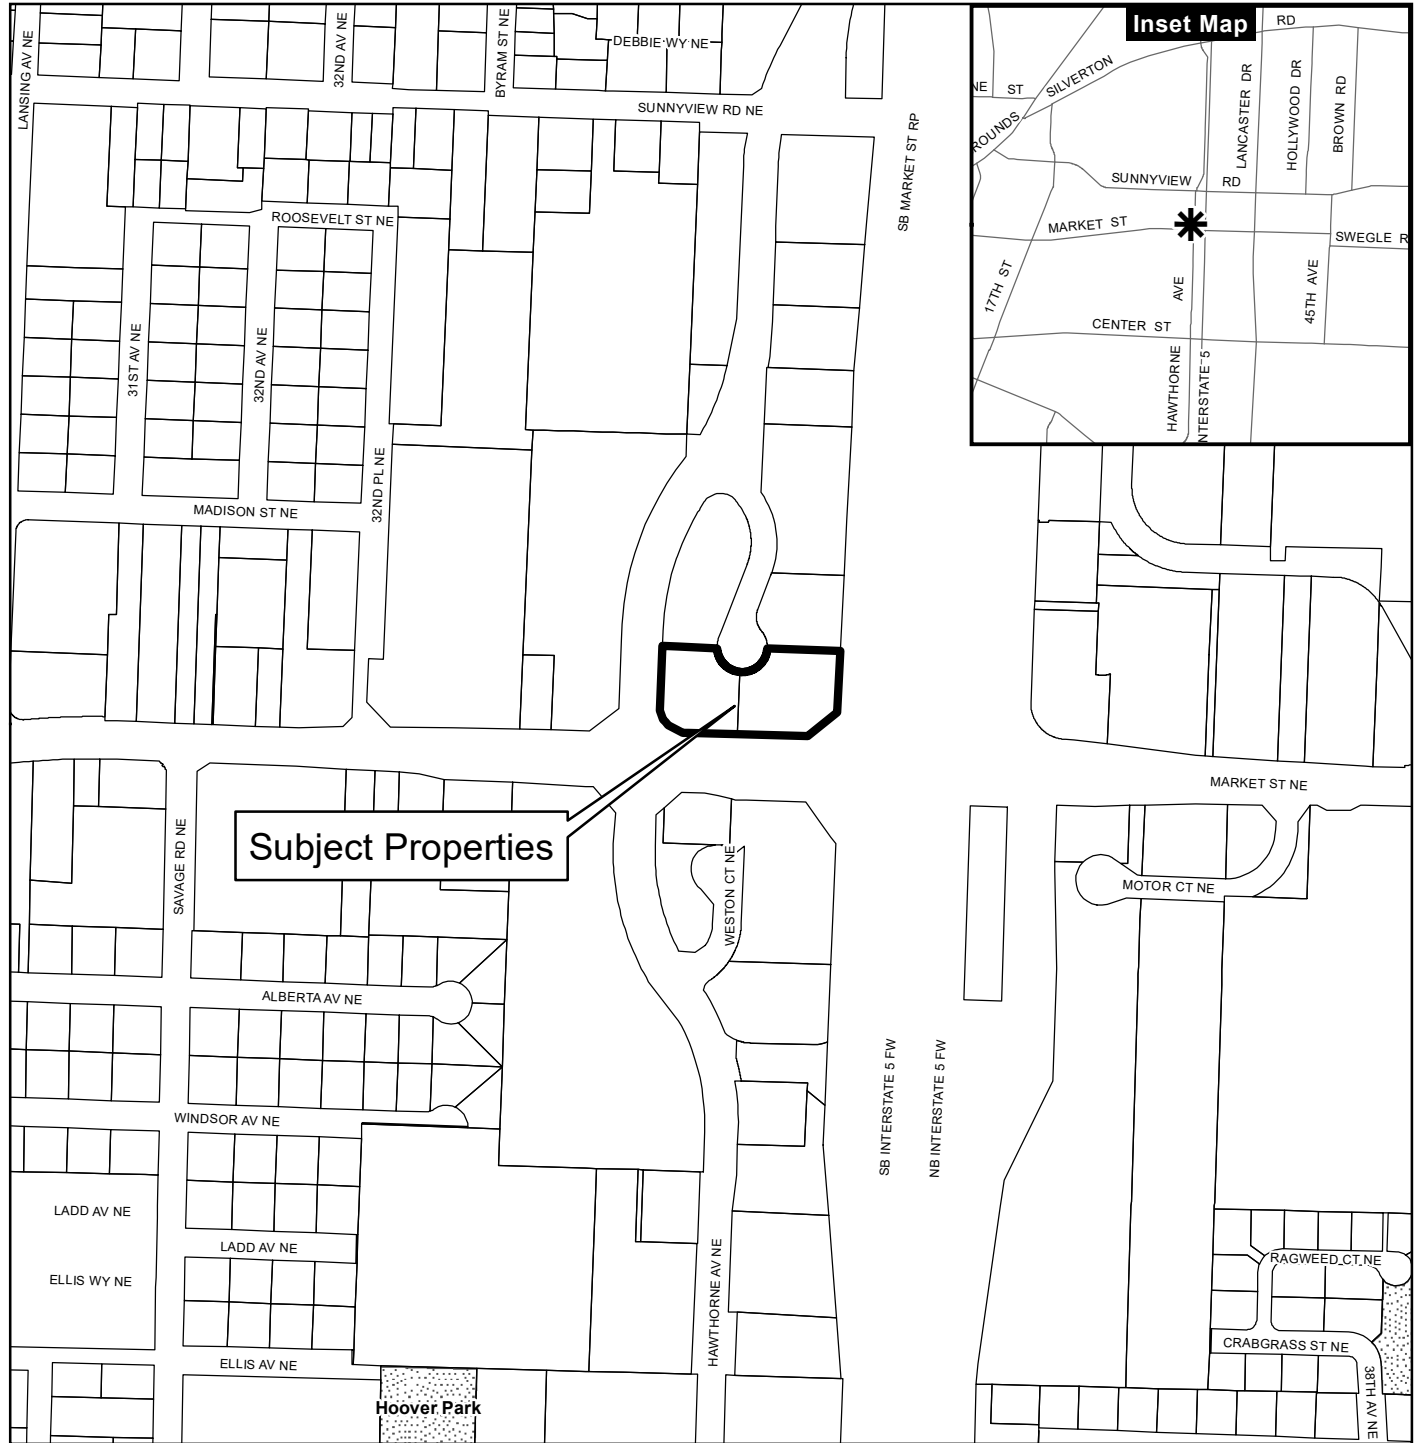 LANSING AV NE
32ND AV NE
BYRAM ST NE
DEBBIE WY NE
SUNNYVIEW RD NE
SB MARKET ST RP
ROOSEVELT ST NE
31ST AV NE
32ND AV NE
32ND PL NE
MADISON ST NE
Inset Map
RD
NE ST
SILVERTON
ROUNDS
LANCASTER DR
HOLLYWOOD DR
BROWN RD
SUNNYVIEW RD
MARKET ST
SWEGLE R
17TH ST
AVE
45TH AVE
CENTER ST
HAWTHORNE
NTERSTATE 5
MARKET ST NE
Subject Properties
SAVAGE RD NE
WESTON CT NE
MOTOR CT NE
ALBERTA AV NE
SB INTERSTATE 5 FW
NB INTERSTATE 5 FW
WINDSOR AV NE
LADD AV NE
LADD AV NE
ELLIS WY NE
HAWTHORNE AV NE
RAGWEED CT NE
CRABGRASS ST NE
ELLIS AV NE
38TH AV NE
Hoover Park